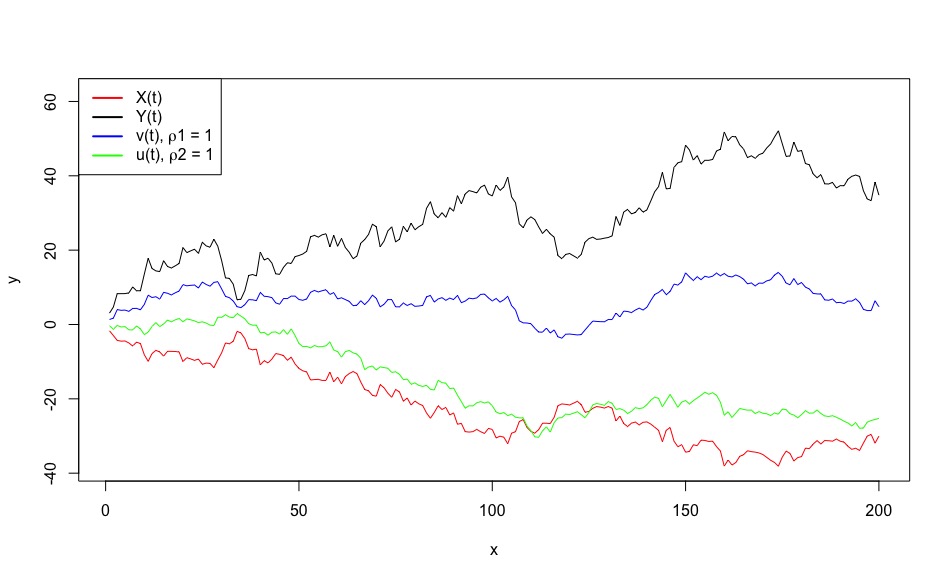 X(t)
Y(t)
v(t), ρ1 = 1
u(t), ρ2 = 1
60
40
20
0
-20
-40
y
0 50 100 150 200
x